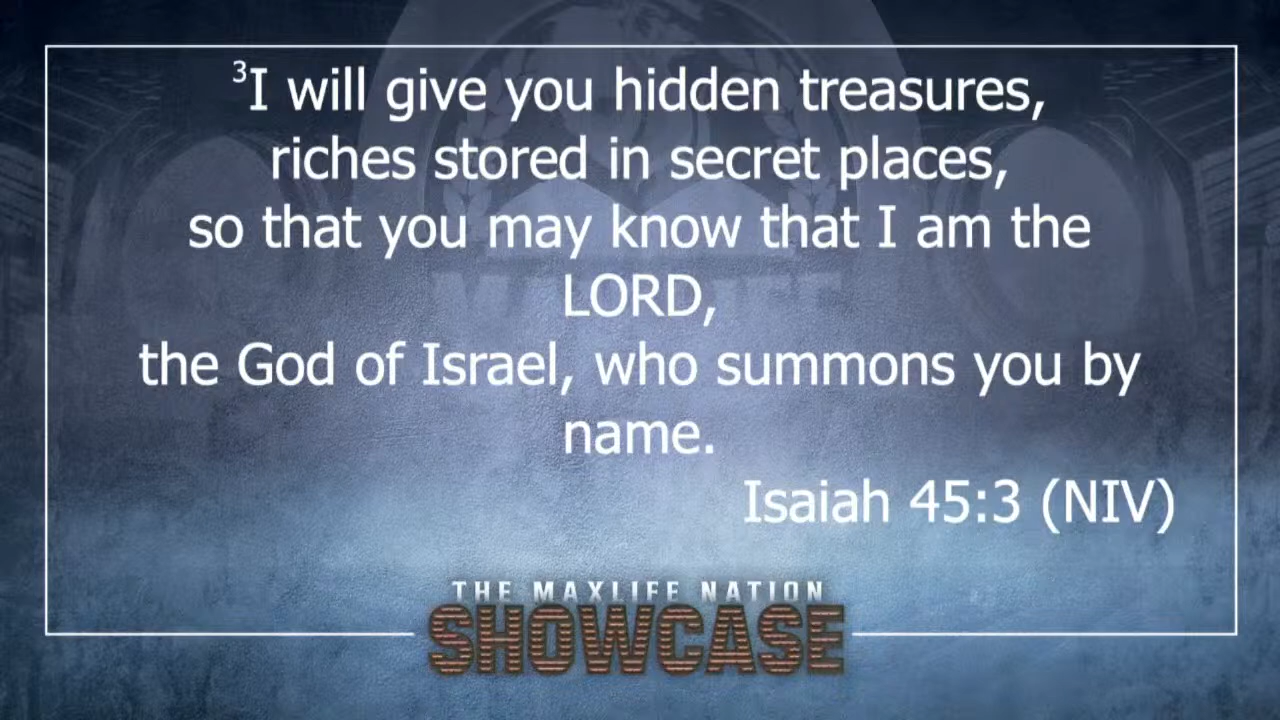 ³I will give you hidden treasures,
riches stored in secret places,
so that you may know that I am the
LORD,
the God of Israel, who summons you by
name.
Isaiah 45:3 (NIV)
THE MAXLIFE NATION
SHOWCASE
MAXLIFE